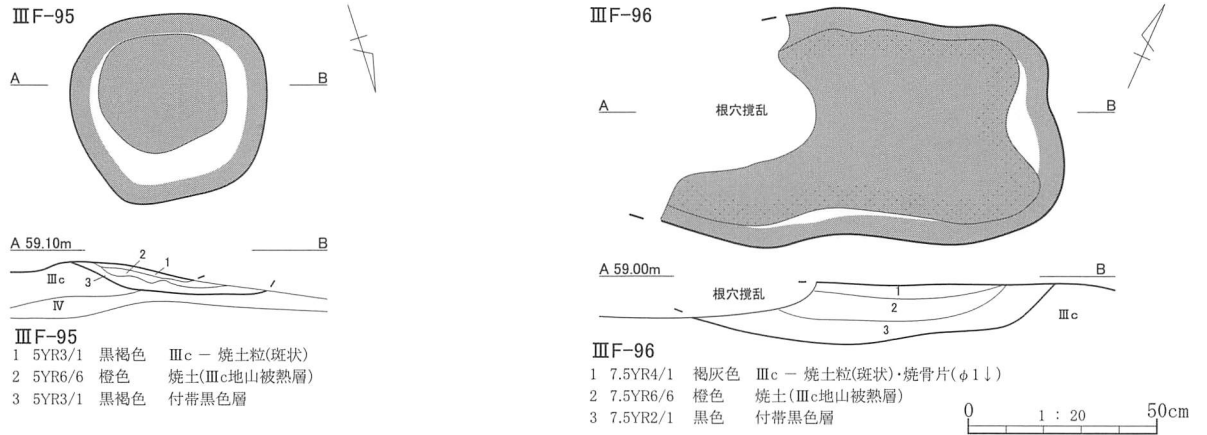 ⅢF-95
A
B
A 59.10m
B
2
1
3
Ⅲc
Ⅳ
ⅢF-95
1 5YR3/1 黒褐色 Ⅲc － 焼土粒(斑状)
2 5YR6/6 橙色 焼土(Ⅲc地山被熱層)
3 5YR3/1 黒褐色 付帯黒色層
ⅢF-96
A
根穴撹乱
B
A 59.00m
B
根穴撹乱
1
2
3
Ⅲc
ⅢF-96
1 7.5YR4/1 褐灰色 Ⅲc － 焼土粒(斑状)・焼骨片(φ1↓)
2 7.5YR6/6 橙色 焼土(Ⅲc地山被熱層)
3 7.5YR2/1 黒色 付帯黒色層
0 1 : 20 50cm